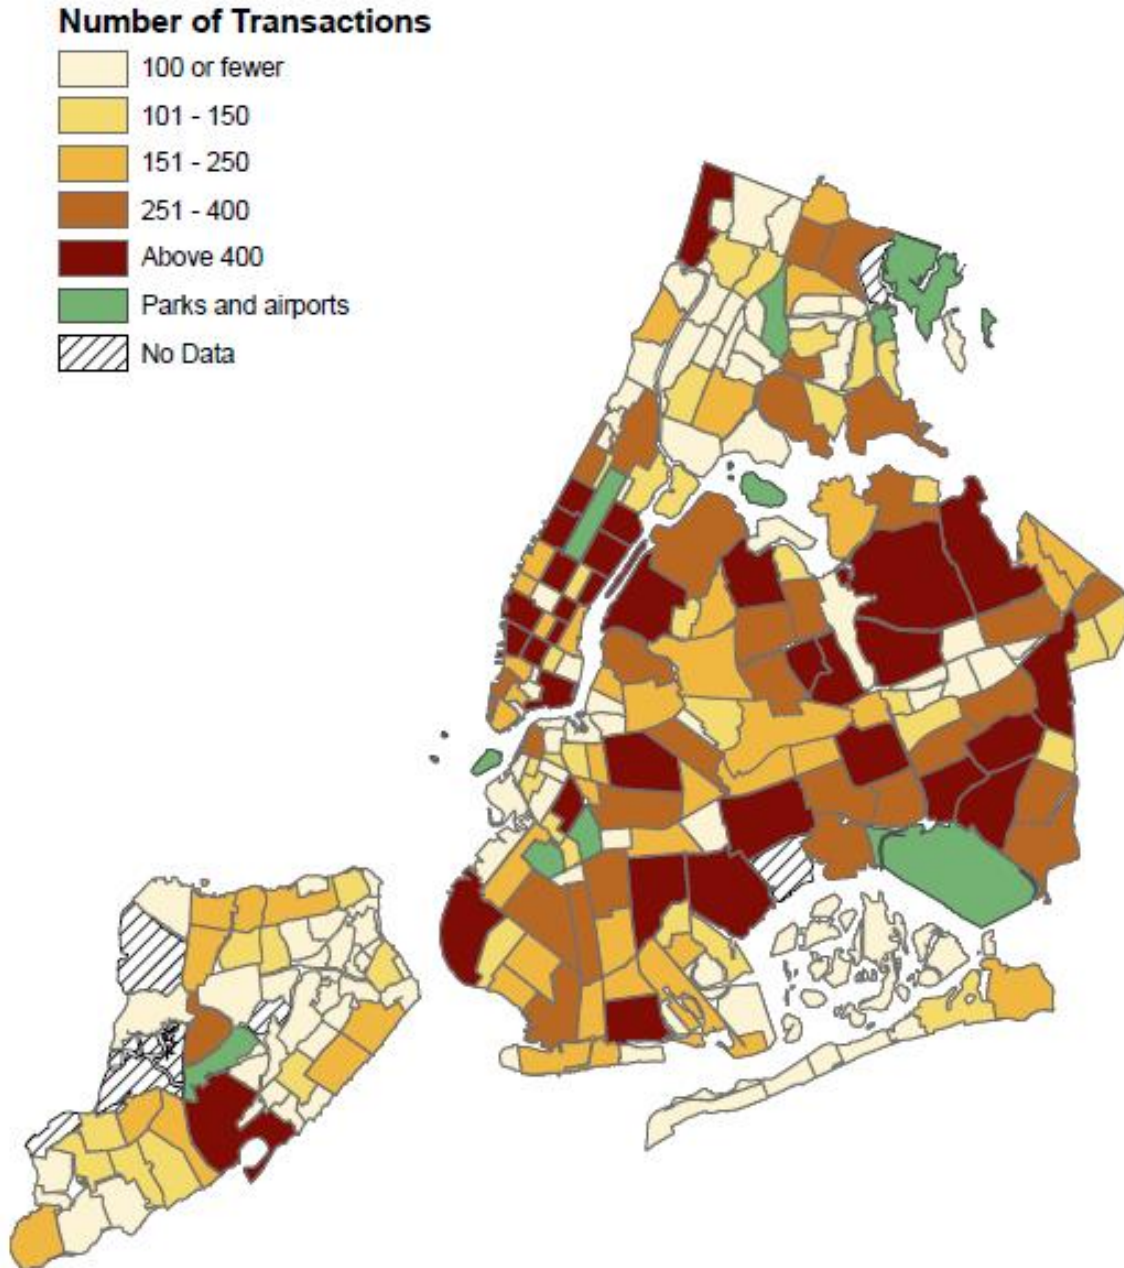 Number of Transactions
100 or fewer
101 - 150
151 - 250
251 - 400
Above 400
Parks and airports
No Data